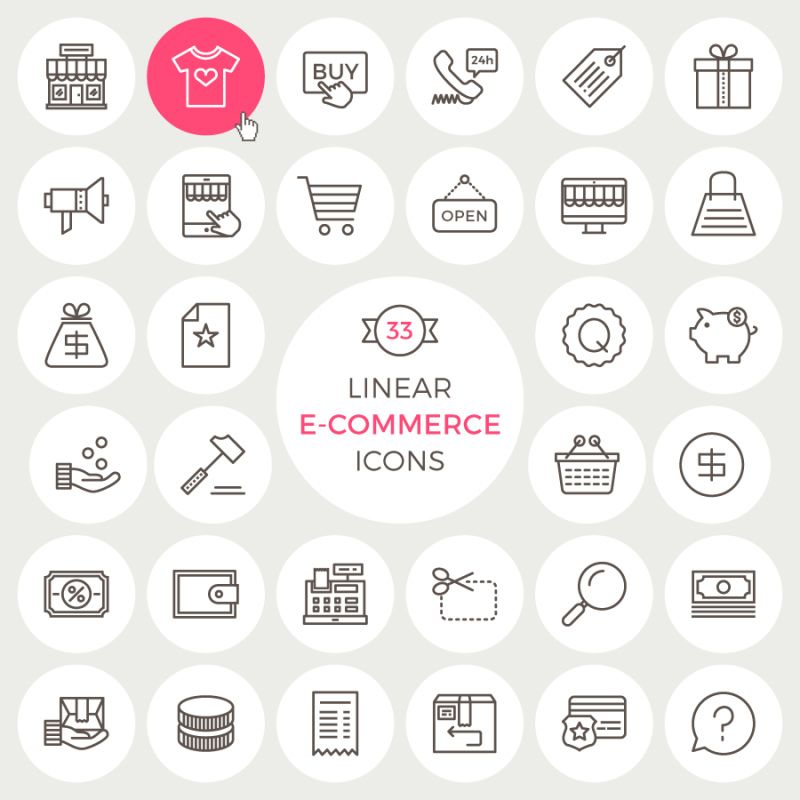 BUY
24h
OPEN
$
33
LINEAR
E-COMMERCE
ICONS
Q
$
$
%
?